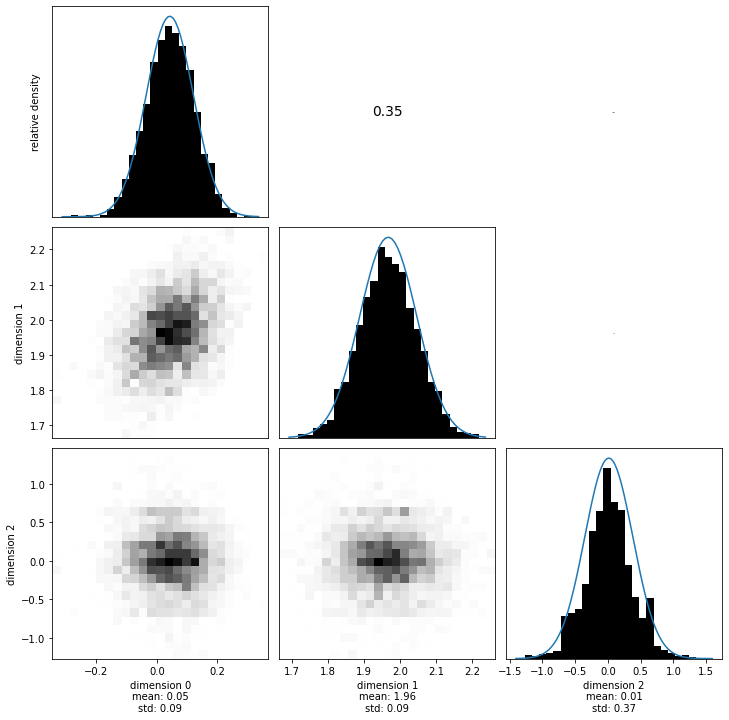 relative density
0.35
-
-
dimension 1
2.2
2.1
2.0
1.9
1.8
1.7
dimension 2
1.0
0.5
0.0
−0.5
−1.0
−0.2 0.0 0.2
1.7 1.8 1.9 2.0 2.1 2.2
−1.5 −1.0 −0.5 0.0 0.5 1.0 1.5
dimension 0
mean: 0.05
std: 0.09
dimension 1
mean: 1.96
std: 0.09
dimension 2
mean: 0.01
std: 0.37